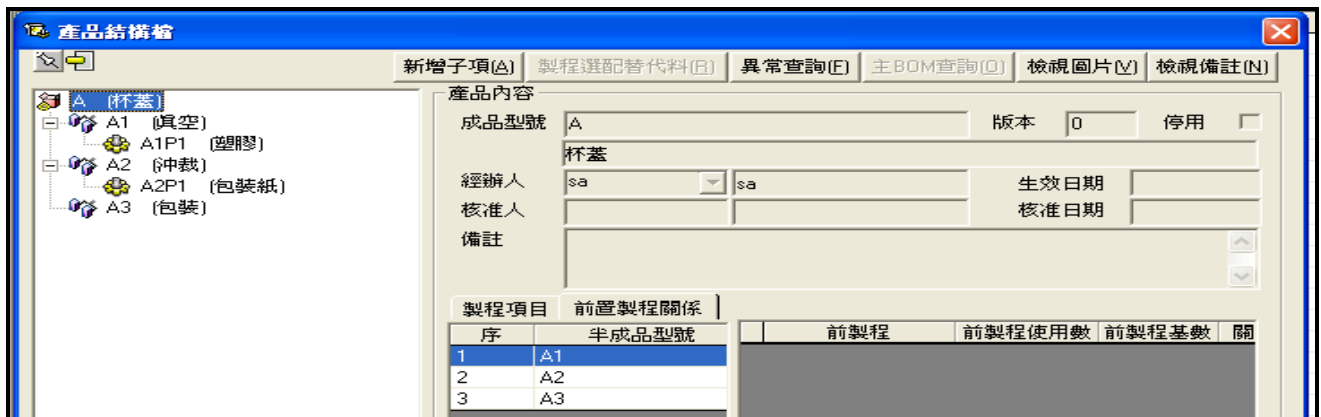 產品結構檔
新增子項(A) 製程選配替代料(R) 異常查詢(E) 主BOM查詢(O) 檢視圖片(V) 檢視備註(N)
A (杯蓋)
A1 (真空)
A1P1 (塑膠)
A2 (沖裁)
A2P1 (包裝紙)
A3 (包裝)
產品內容
成品型號 A 版本 0 停用
杯蓋
經辦人 sa sa 生效日期
核准人 核准日期
備註
製程項目 前置製程關係
序 半成品型號 前製程 前製程使用數 前製程基數 關
1 A1
2 A2
3 A3